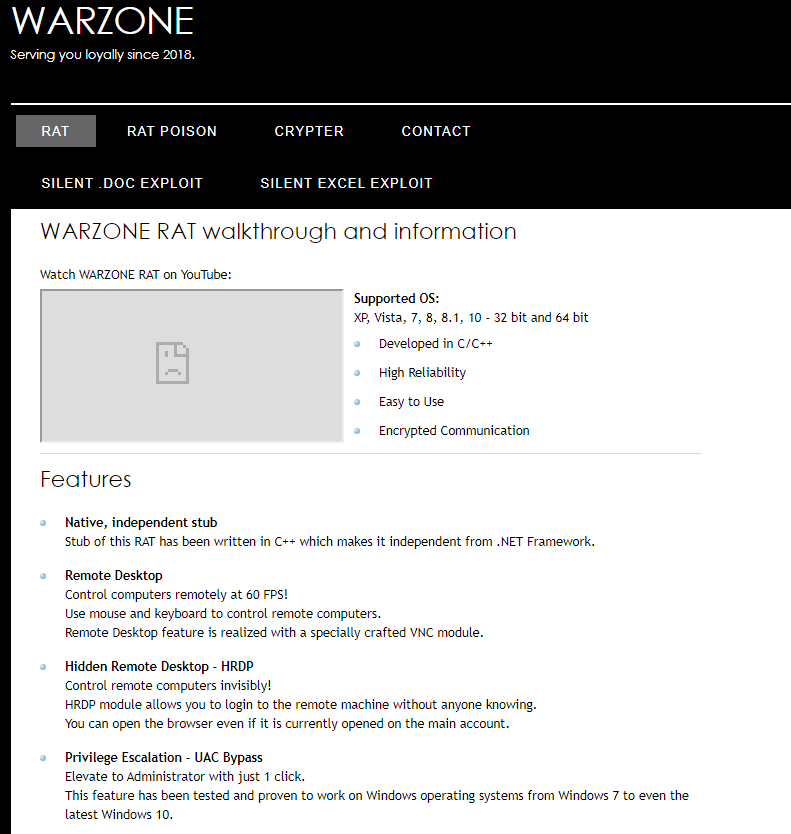 WARZONE
Serving you loyally since 2018.
RAT
RAT POISON
CRYPTER
CONTACT
SILENT .DOC EXPLOIT
SILENT EXCEL EXPLOIT
WARZONE RAT walkthrough and information
Watch WARZONE RAT on YouTube:
Supported OS:
XP, Vista, 7, 8, 8.1, 10 - 32 bit and 64 bit
Developed in C/C++
High Reliability
Easy to Use
Encrypted Communication
Features
Native, independent stub
Stub of this RAT has been written in C++ which makes it independent from .NET Framework.
Remote Desktop
Control computers remotely at 60 FPS!
Use mouse and keyboard to control remote computers.
Remote Desktop feature is realized with a specially crafted VNC module.
Hidden Remote Desktop - HRDP
Control remote computers invisibly!
HRDP module allows you to login to the remote machine without anyone knowing.
You can open the browser even if it is currently opened on the main account.
Privilege Escalation - UAC Bypass
Elevate to Administrator with just 1 click.
This feature has been tested and proven to work on Windows operating systems from Windows 7 to even the
latest Windows 10.